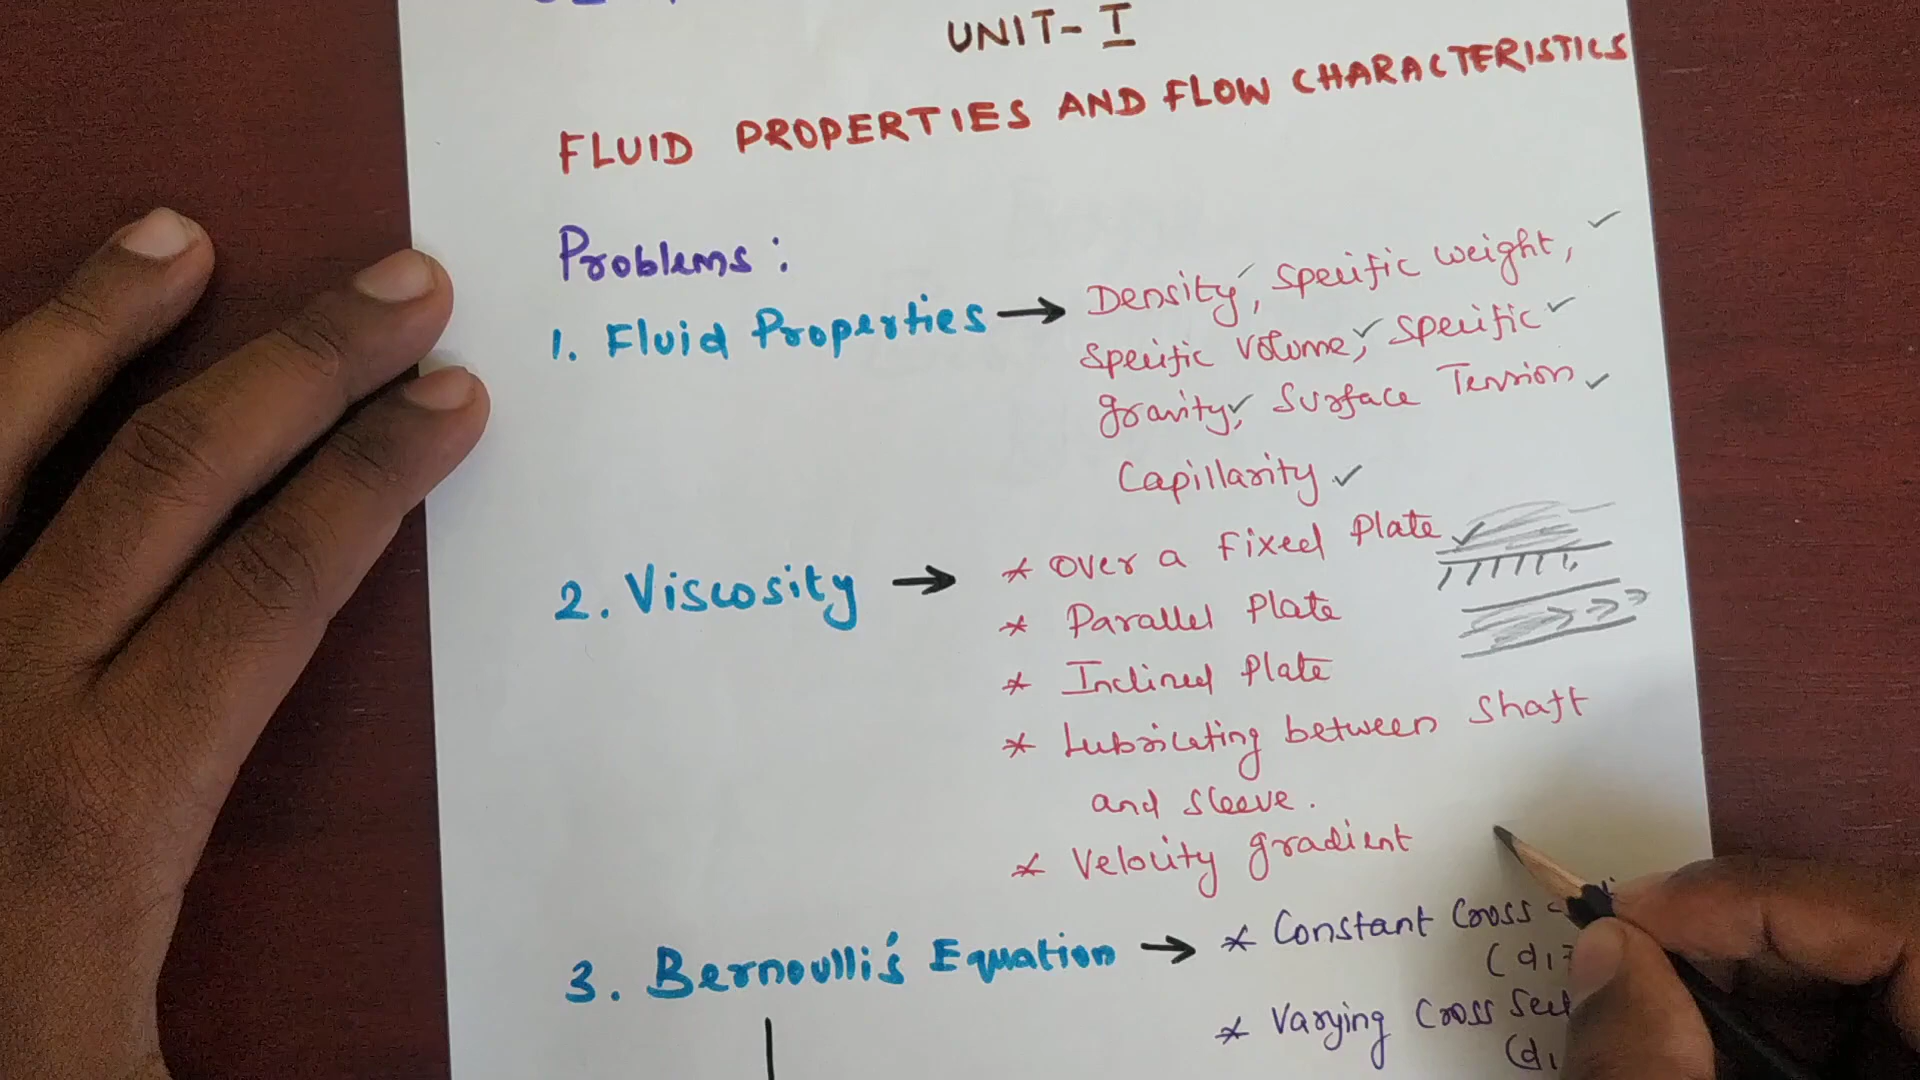 UNIT-I
FLUID PROPERTIES AND FLOW CHARACTERISTICS
Problems:
1. Fluid Properties → Density, Specific weight,
Specific Volume, Specific
gravity, Surface Tension
Capillarity
2. Viscosity → * Over a Fixed Plate
* Parallel Plate
* Inclined Plate
* Lubricating between Shaft
and Sleeve.
* Velocity gradient
3. Bernoulli's Equation → * Constant Cross
(d1
* Varying Cross
(d1